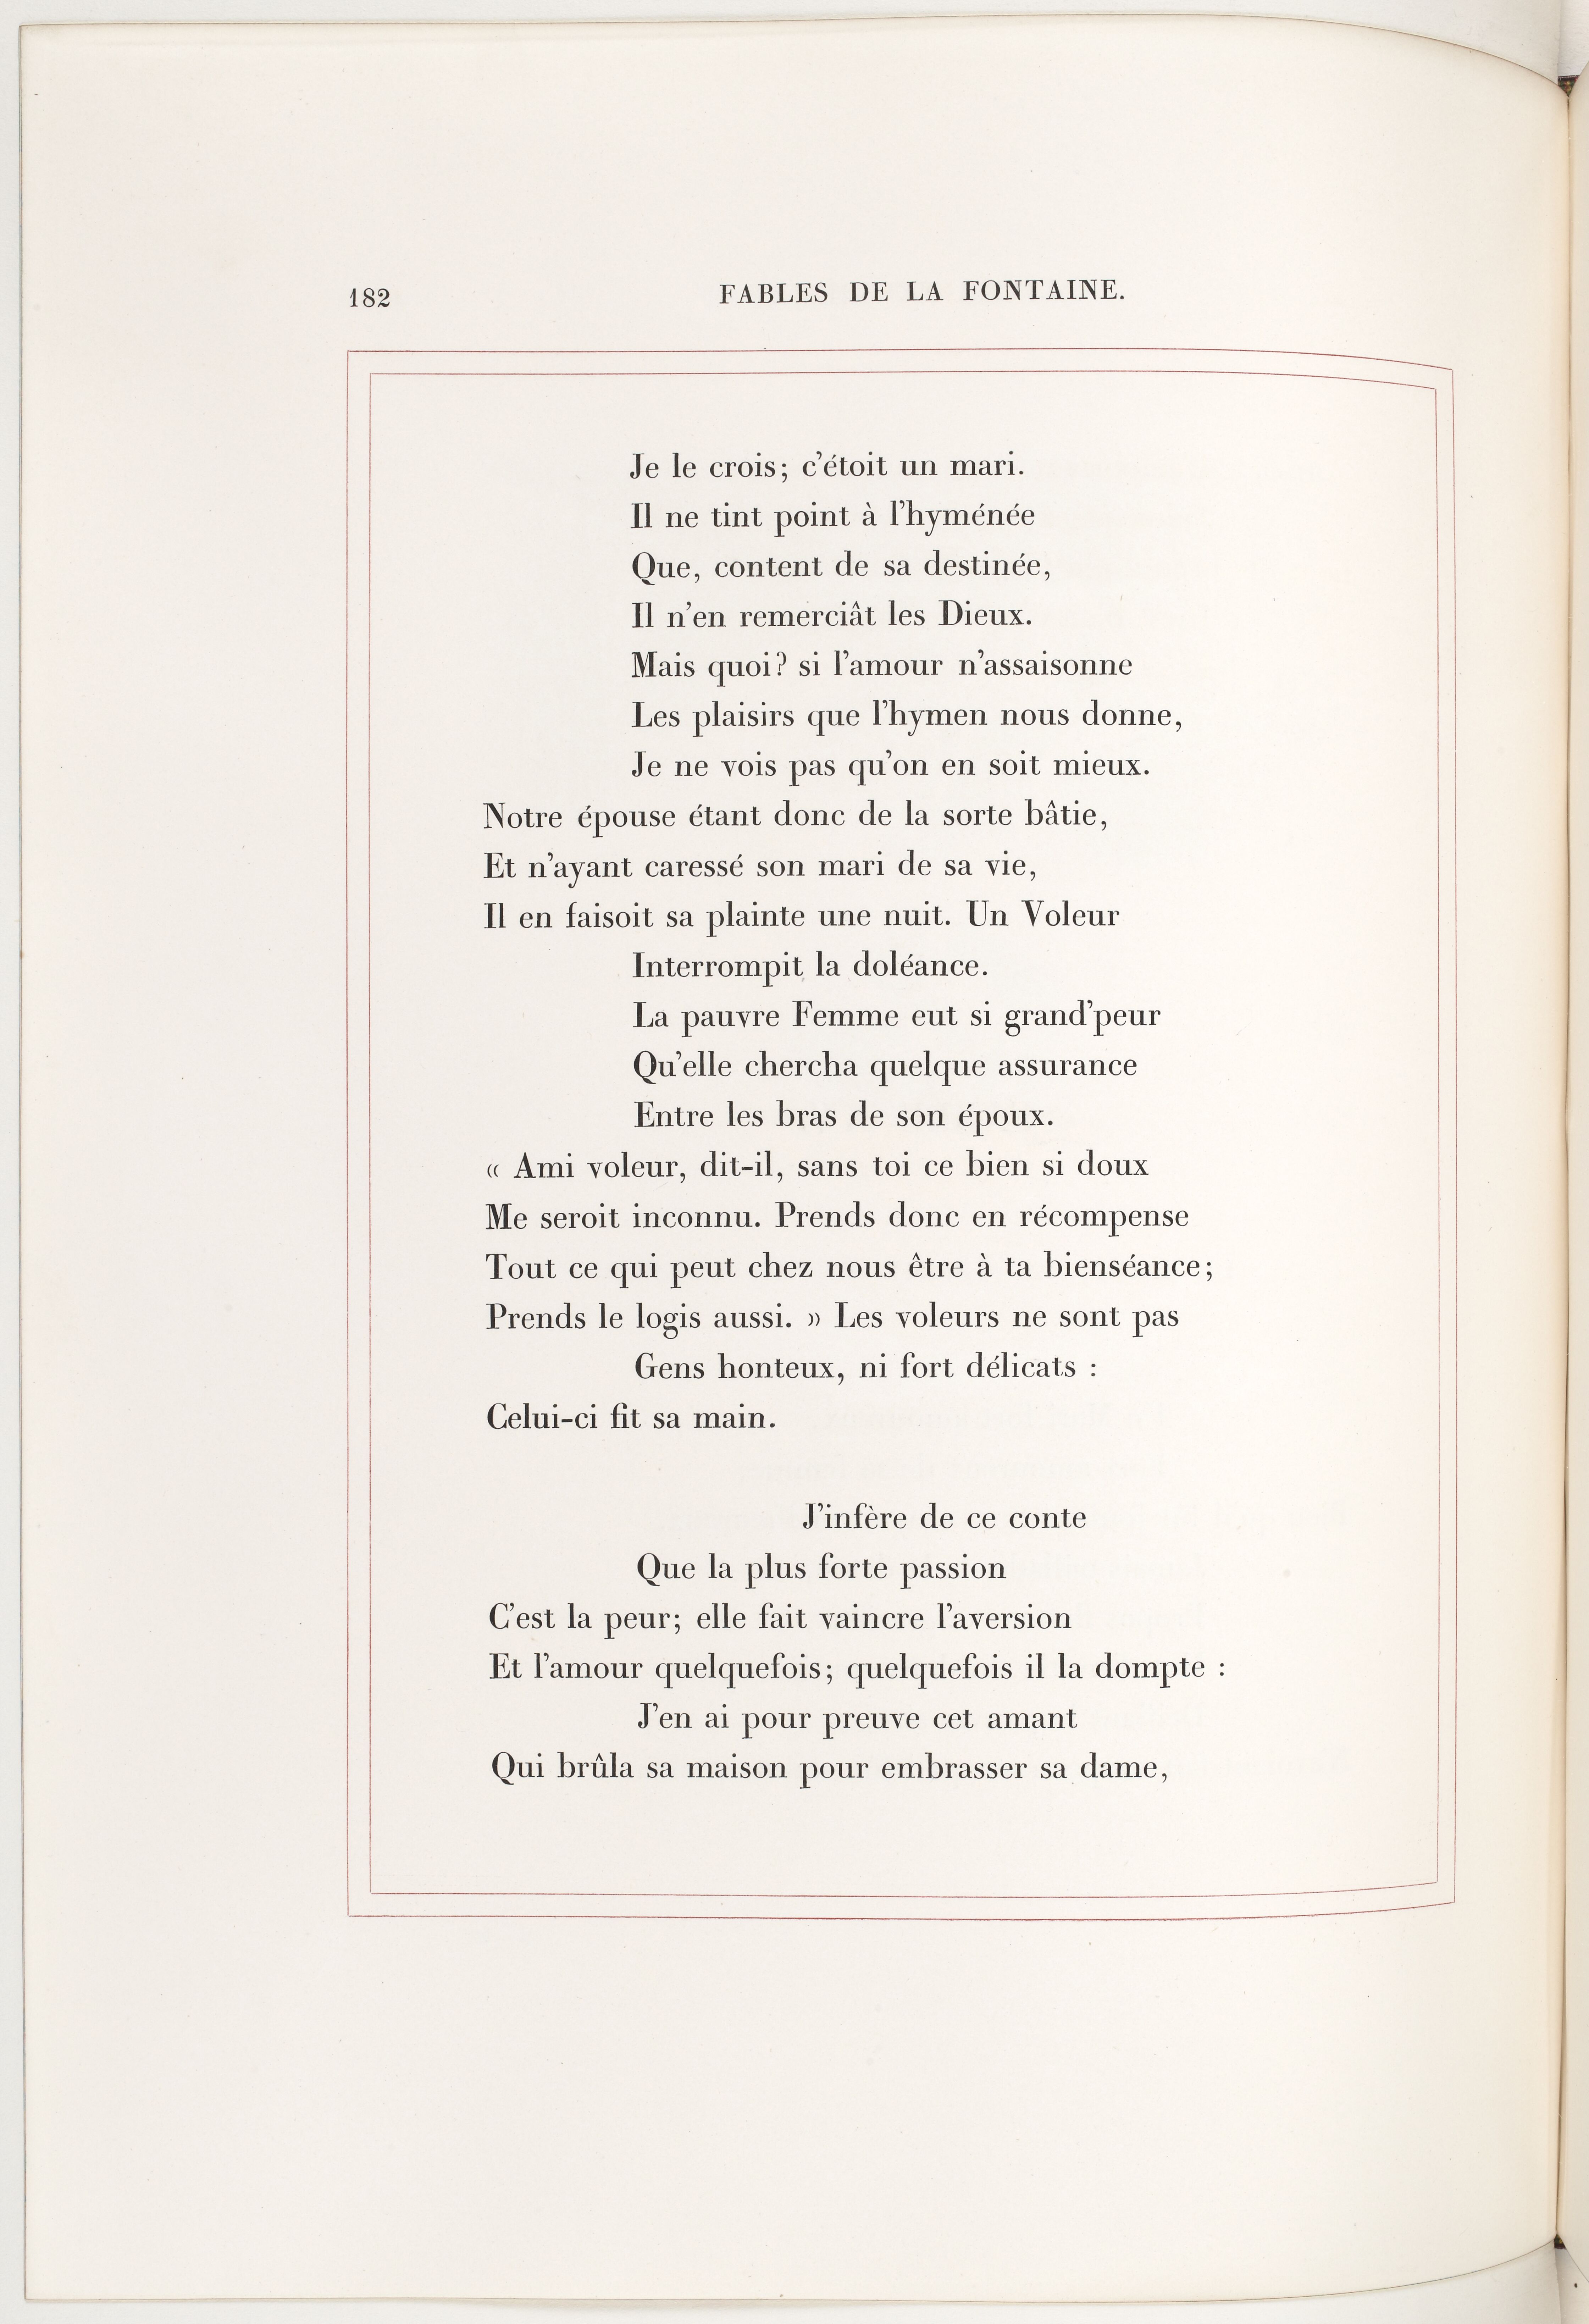 182
FABLES DE LA FONTAINE.
Je le crois; c'étoit un mari.
Il ne tint point à l'hyménée
Que, content de sa destinée,
Il n'en remerciât les Dieux.
Mais quoi? si l'amour n'assaisonne
Les plaisirs que l'hymen nous donne,
Je ne vois pas qu'on en soit mieux.
Notre épouse étant donc de la sorte bâtie,
Et n'ayant caressé son mari de sa vie,
Il en faisoit sa plainte une nuit. Un Voleur
Interrompit la doléance.
La pauvre Femme eut si grand'peur
Qu'elle chercha quelque assurance
Entre les bras de son époux.
« Ami voleur, dit-il, sans toi ce bien si doux
Me seroit inconnu. Prends donc en récompense
Tout ce qui peut chez nous être à ta bienséance;
Prends le logis aussi. » Les voleurs ne sont pas
Gens honteux, ni fort délicats :
Celui-ci fit sa main.
J'infère de ce conte
Que la plus forte passion
C'est la peur; elle fait vaincre l'aversion
Et l'amour quelquefois; quelquefois il la dompte :
J'en ai pour preuve cet amant
Qui brûla sa maison pour embrasser sa dame,